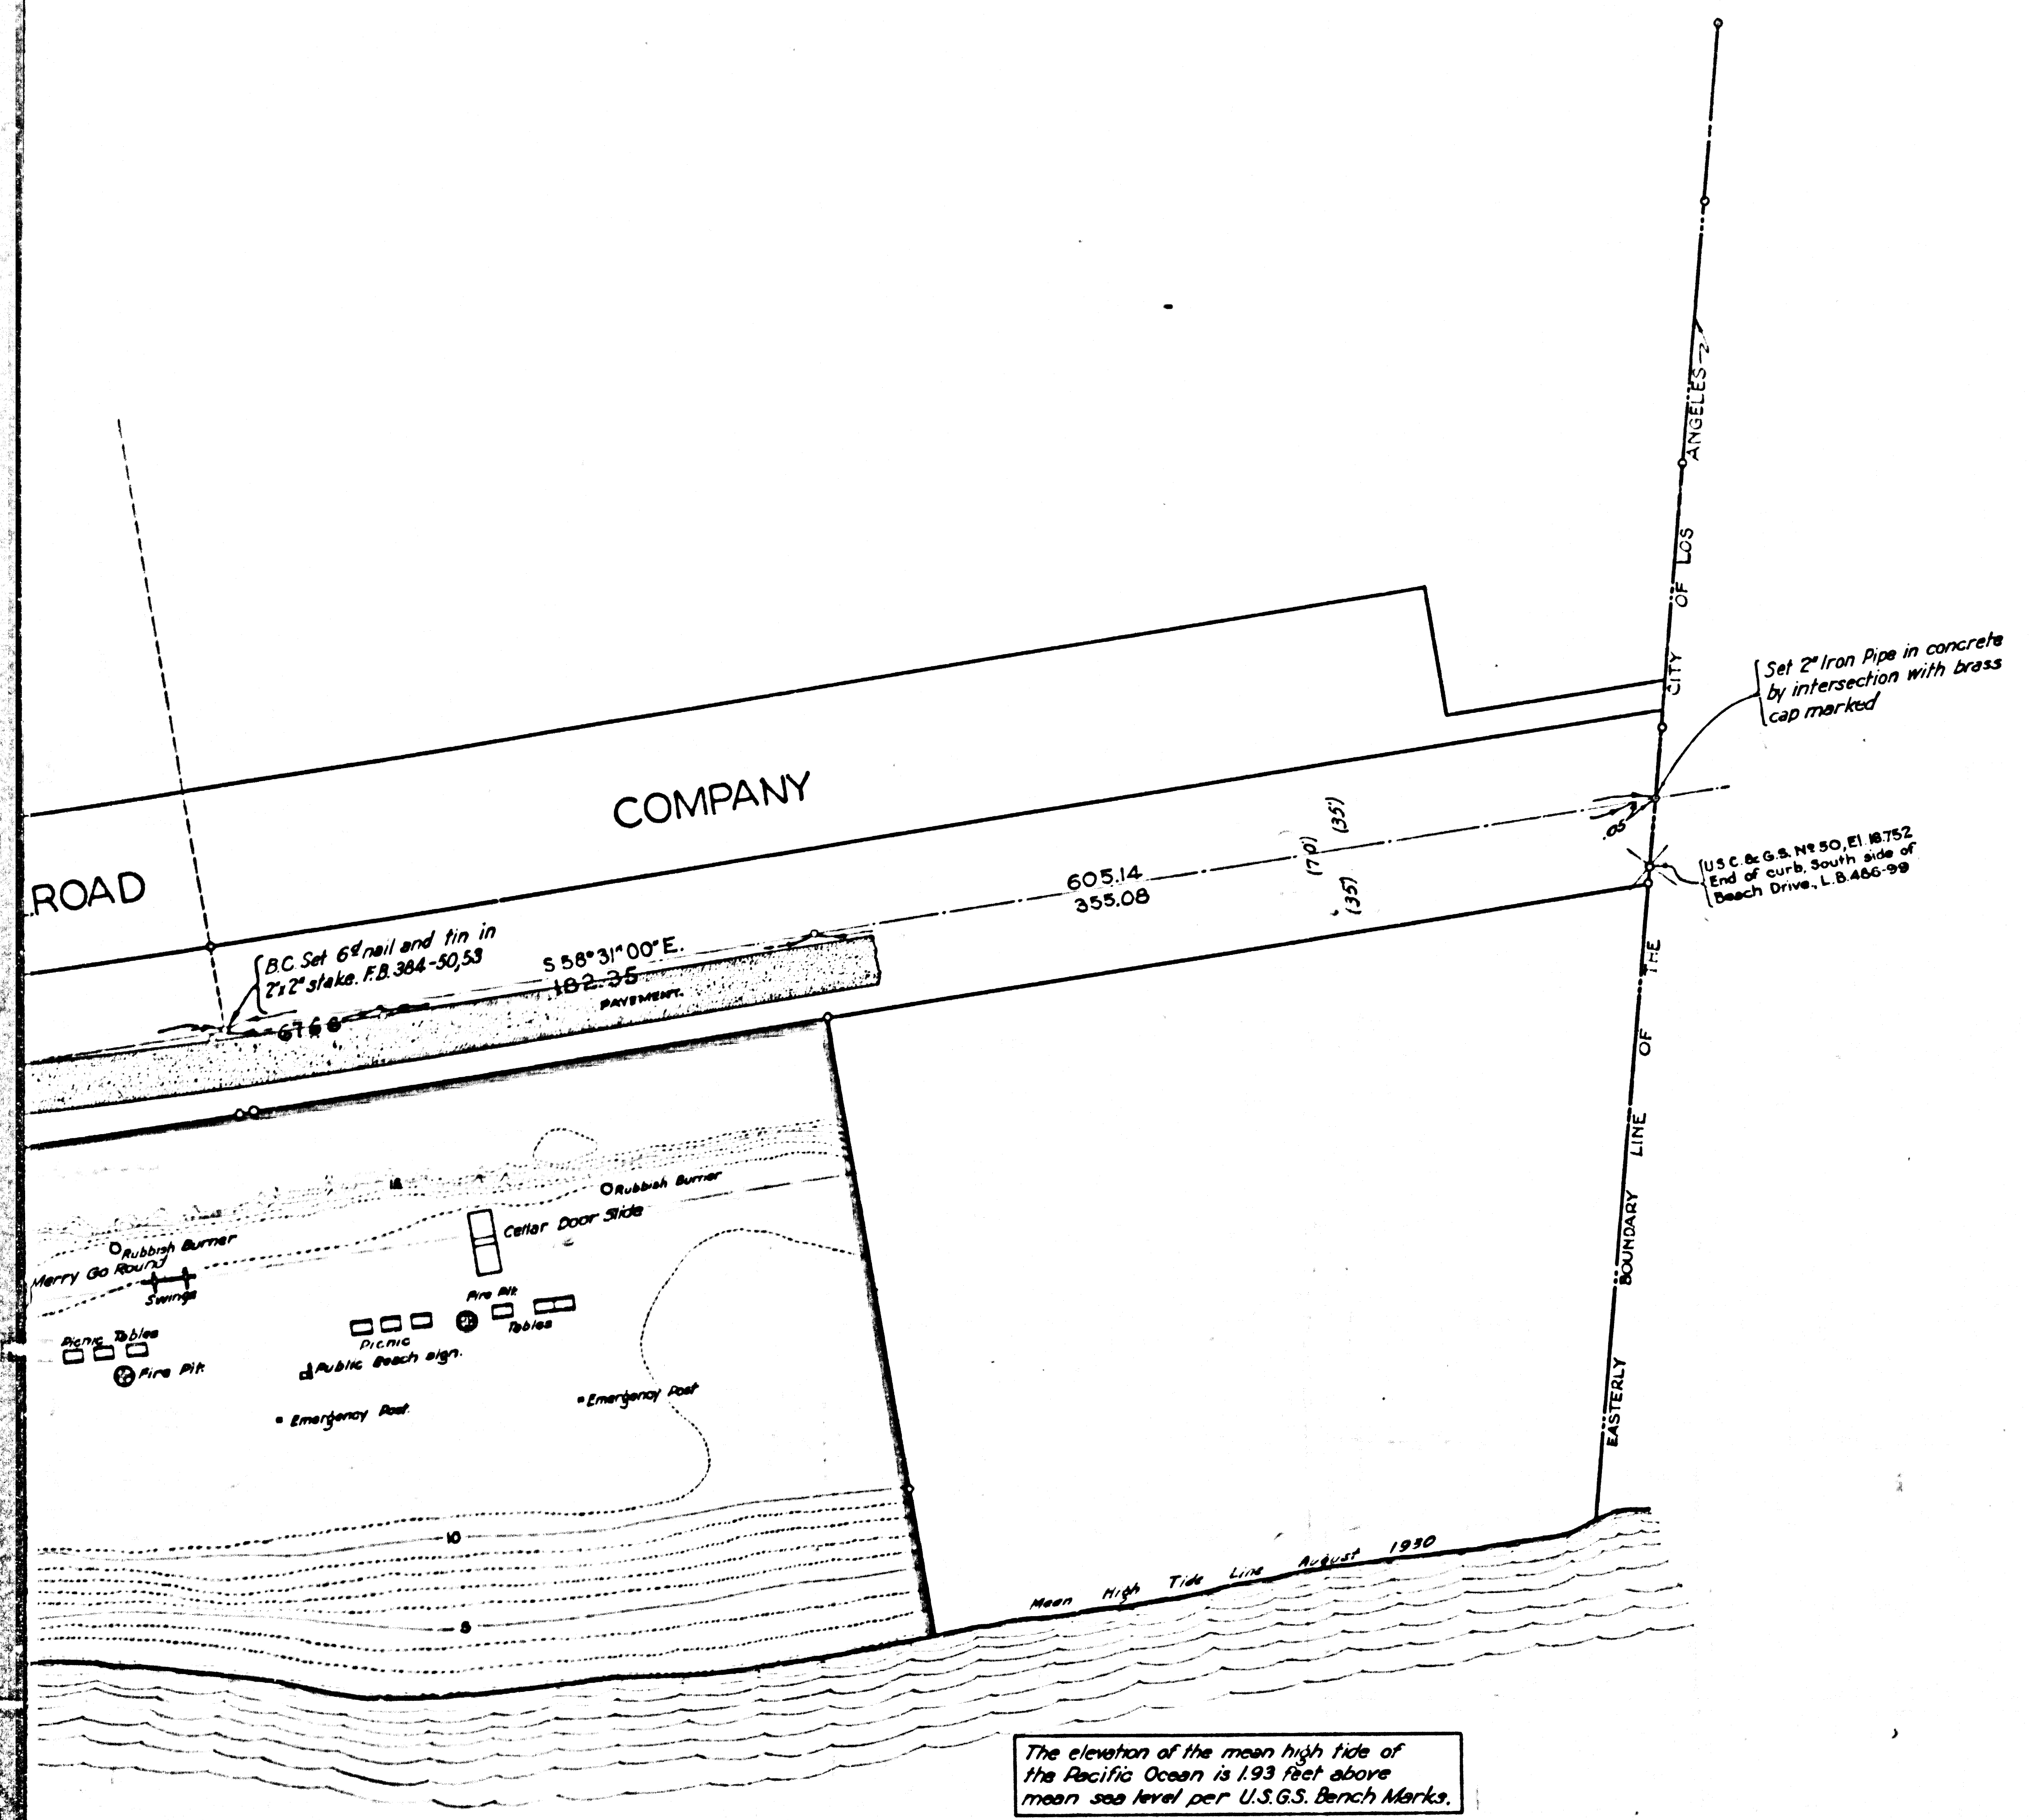 CITY OF LOS ANGELES
Set 2" Iron Pipe in concrete
by intersection with brass
cap marked
COMPANY
(35')
(70')
(35')
.05
U.S.C.&G.S. Nº 50, El. 18.752
End of curb, South side of
Beach Drive., L.B. 486-99
605.14
355.08
ROAD
B.C. Set 6d nail and tin in
2"x2" stake. F.B. 384-50,53
S 58° 31' 00" E.
182.35
PAVEMENT.
67.66
EASTERLY BOUNDARY LINE OF THE
Rubbish Burner
Cellar Door Slide
Rubbish Burner
Merry Go Round
Swings
Fire Pit
Picnic Tables
Picnic Tables
Fire Pit
Public Beach sign.
Emergency Post
Emergency Post.
10
5
Mean High Tide Line August 1930
The elevation of the mean high tide of
the Pacific Ocean is 1.93 feet above
mean sea level per U.S.G.S. Bench Marks.